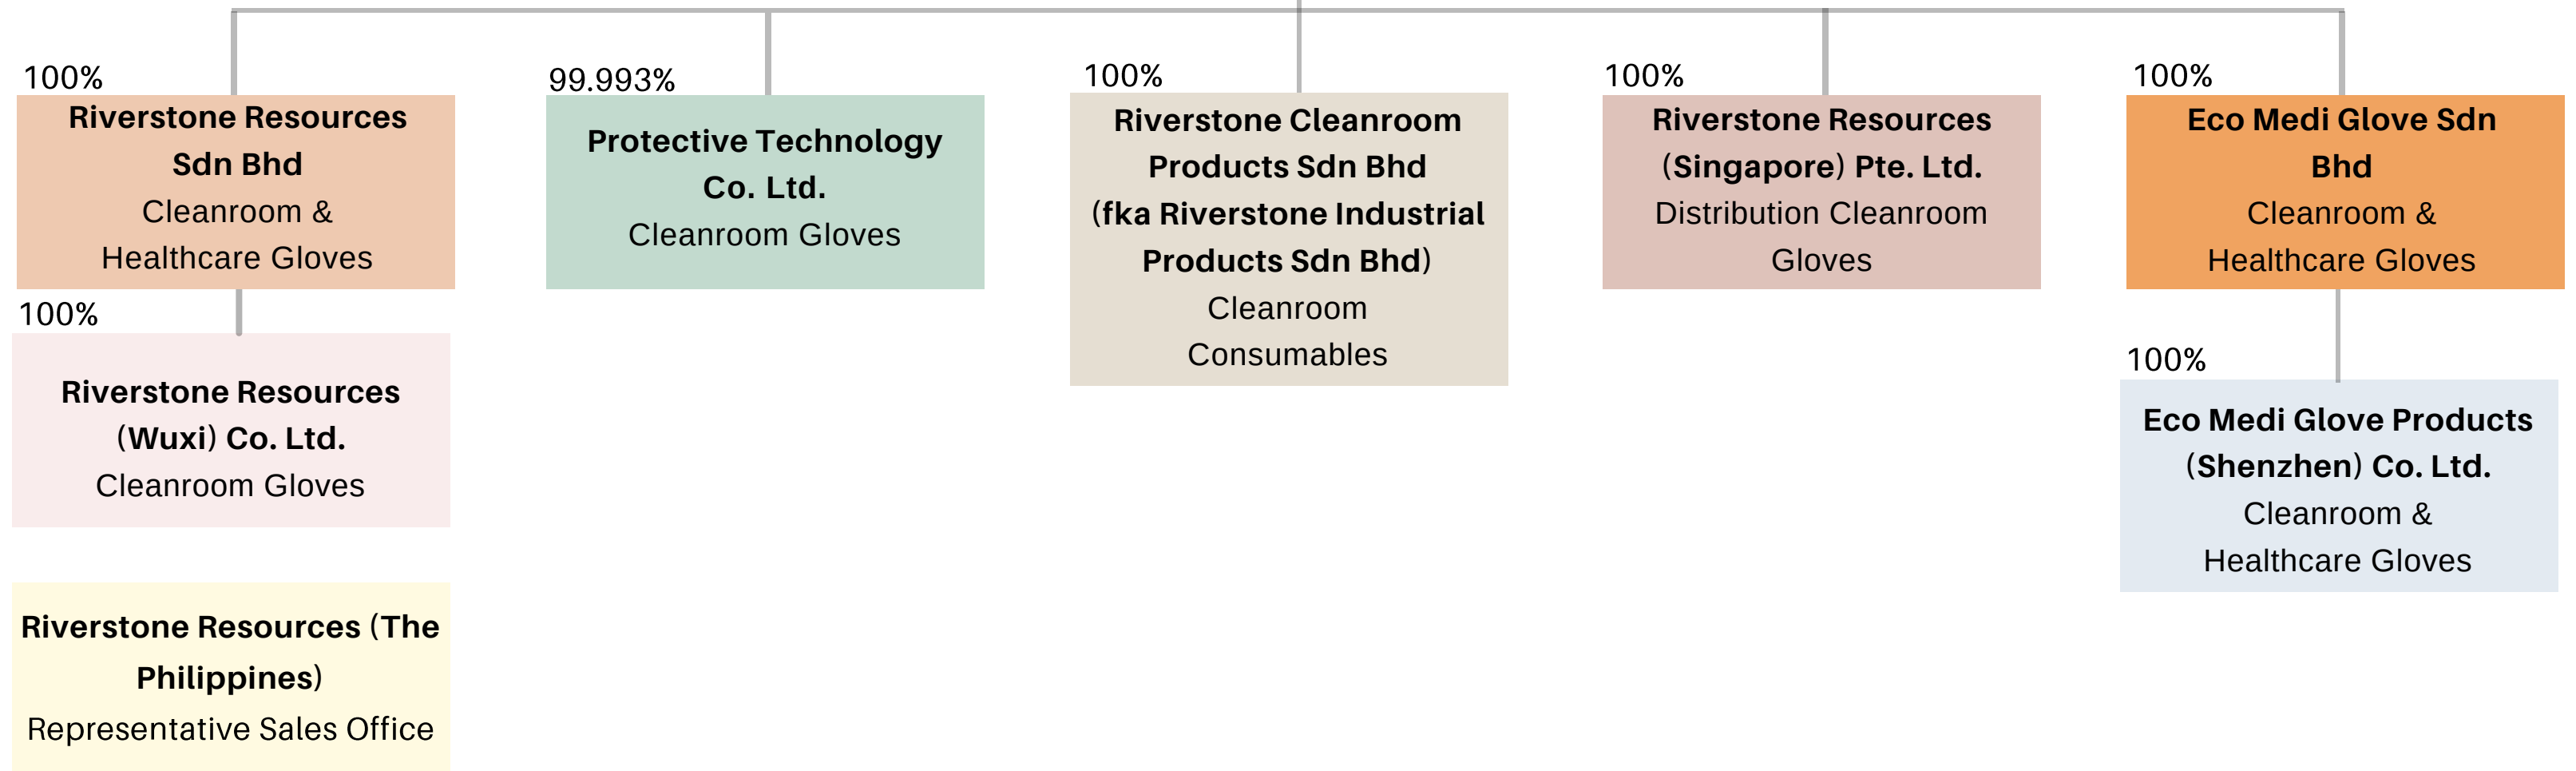 100%
Riverstone Resources
Sdn Bhd
Cleanroom &
Healthcare Gloves
100%
Riverstone Resources
(Wuxi) Co. Ltd.
Cleanroom Gloves
Riverstone Resources (The
Philippines)
Representative Sales Office
99.993%
Protective Technology
Co. Ltd.
Cleanroom Gloves
100%
Riverstone Cleanroom
Products Sdn Bhd
(fka Riverstone Industrial
Products Sdn Bhd)
Cleanroom
Consumables
100%
Riverstone Resources
(Singapore) Pte. Ltd.
Distribution Cleanroom
Gloves
100%
Eco Medi Glove Sdn
Bhd
Cleanroom &
Healthcare Gloves
100%
Eco Medi Glove Products
(Shenzhen) Co. Ltd.
Cleanroom &
Healthcare Gloves